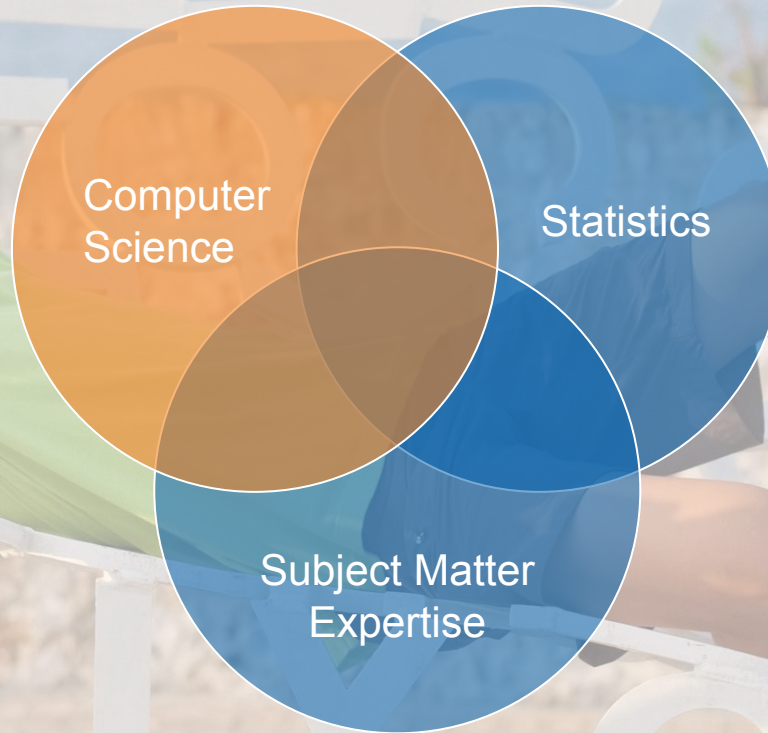 Computer
Science
Statistics
Subject Matter
Expertise